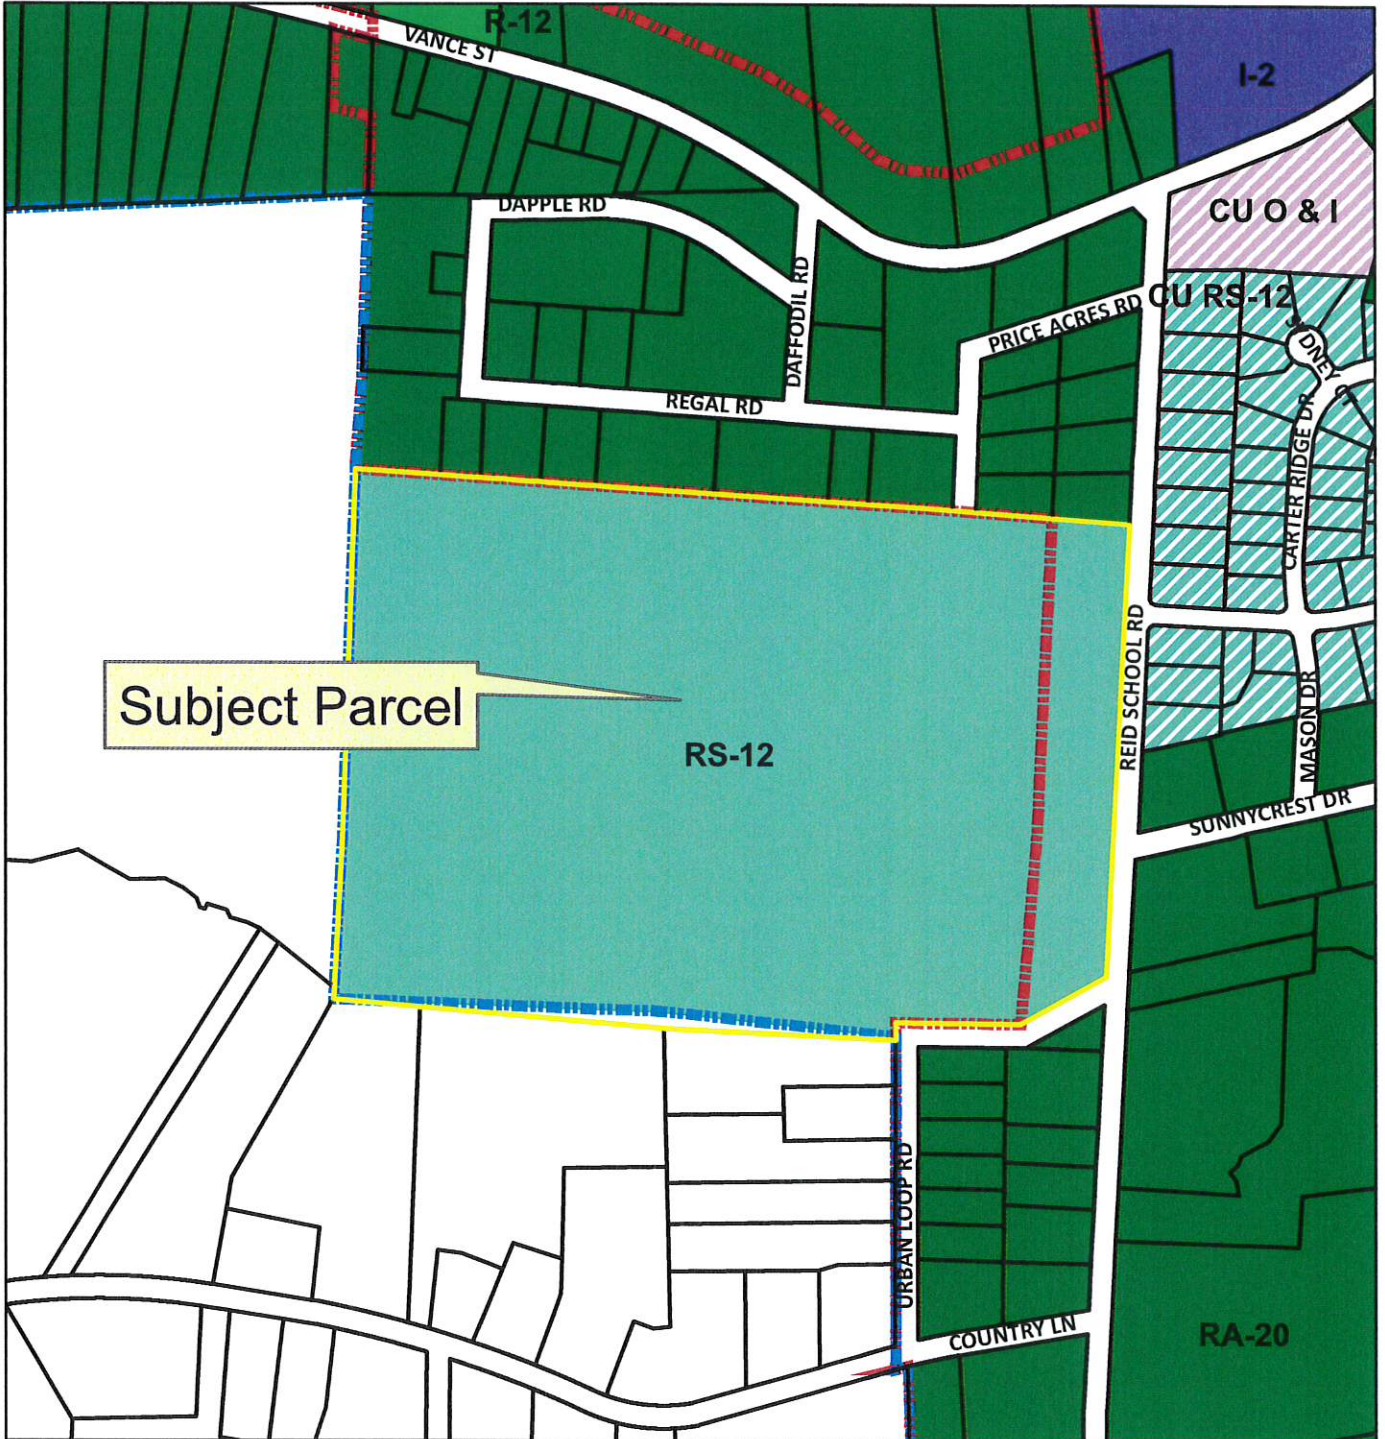 R-12
VANCE ST
I-2
CU O & I
DAPPLE RD
DAFFODIL RD
PRICE ACRES RD
CU RS-12
SYDNEY CT
REGAL RD
CARTER RIDGE DR
REID SCHOOL RD
Subject Parcel
RS-12
MASON DR
SUNNYCREST DR
URBAN LOOP RD
COUNTRY LN
RA-20